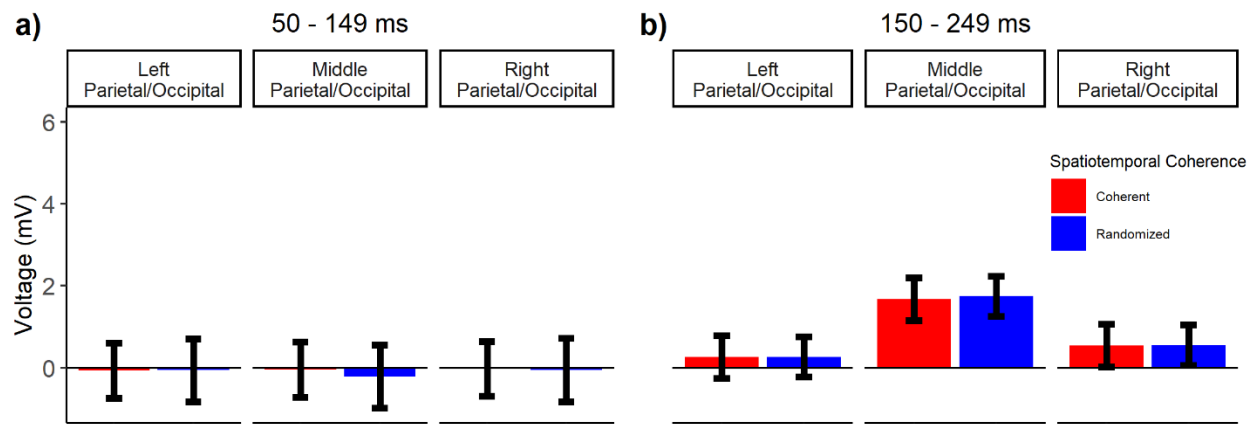 a)
50 - 149 ms
b)
150 - 249 ms
Left
Parietal/Occipital
Middle
Parietal/Occipital
Right
Parietal/Occipital
Left
Parietal/Occipital
Middle
Parietal/Occipital
Right
Parietal/Occipital
Voltage (mV)
6
4
2
0
Spatiotemporal Coherence
Coherent
Randomized